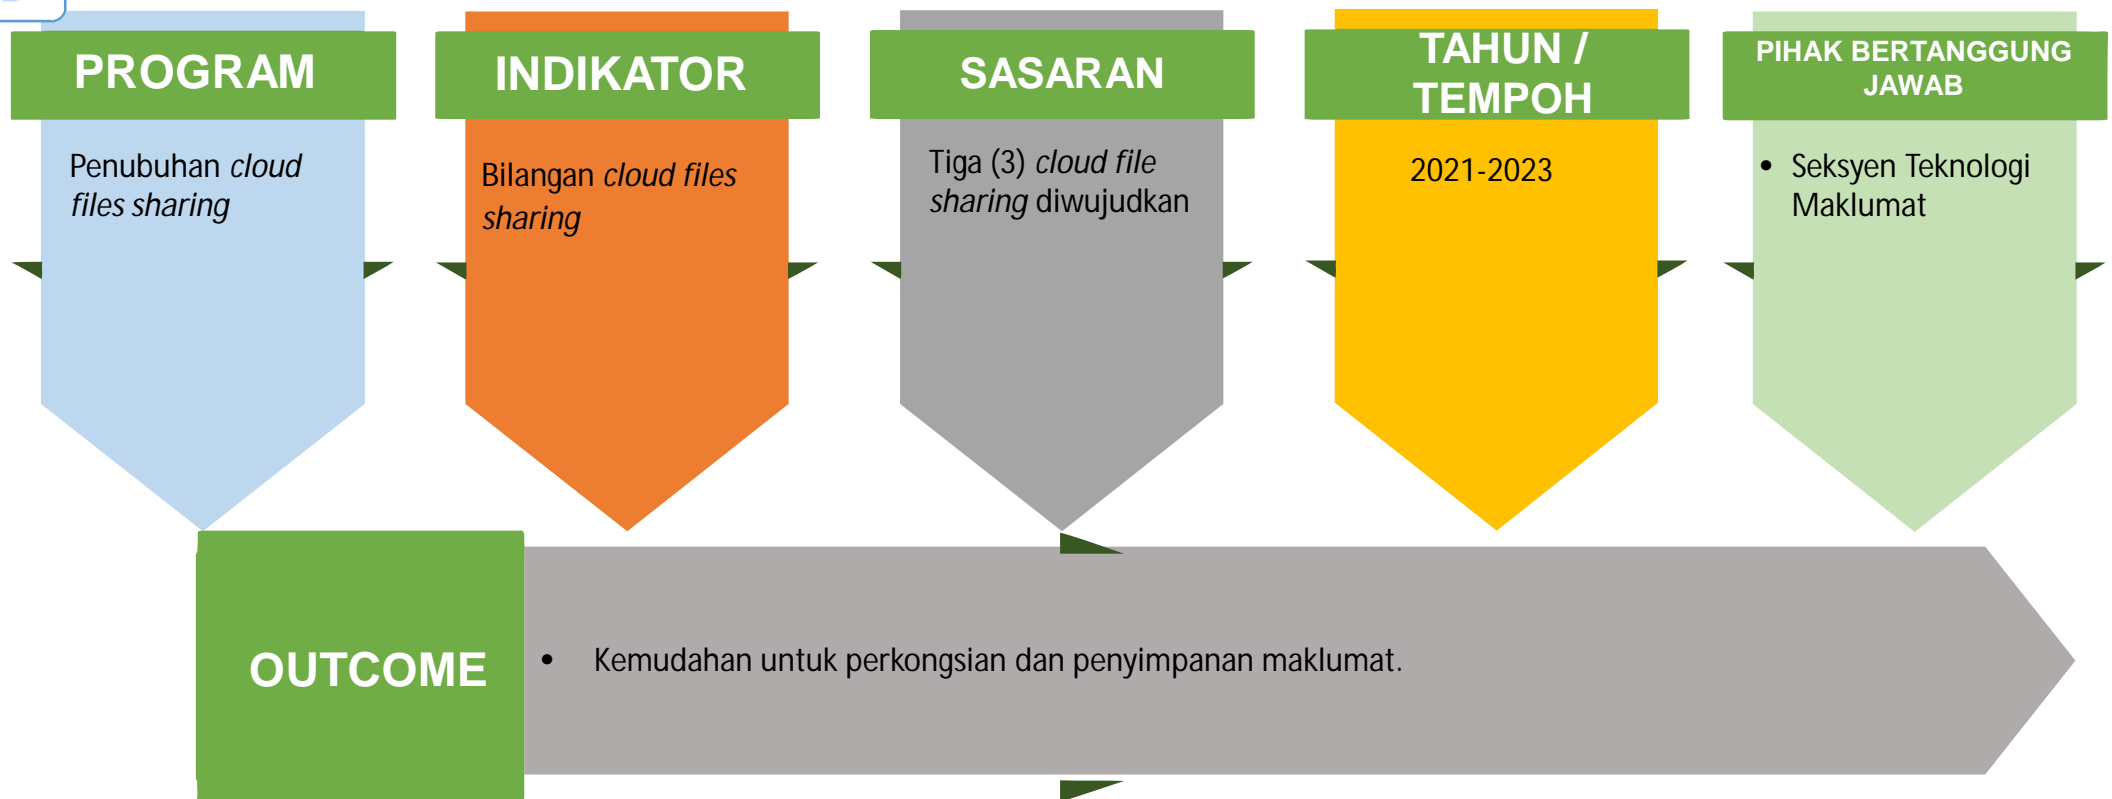 PROGRAM
Penubuhan cloud
files sharing
INDIKATOR
Bilangan cloud files
sharing
SASARAN
Tiga (3) cloud file
sharing diwujudkan
TAHUN /
TEMPOH
2021-2023
PIHAK BERTANGGUNG
JAWAB
• Seksyen Teknologi
Maklumat
OUTCOME
• Kemudahan untuk perkongsian dan penyimpanan maklumat.